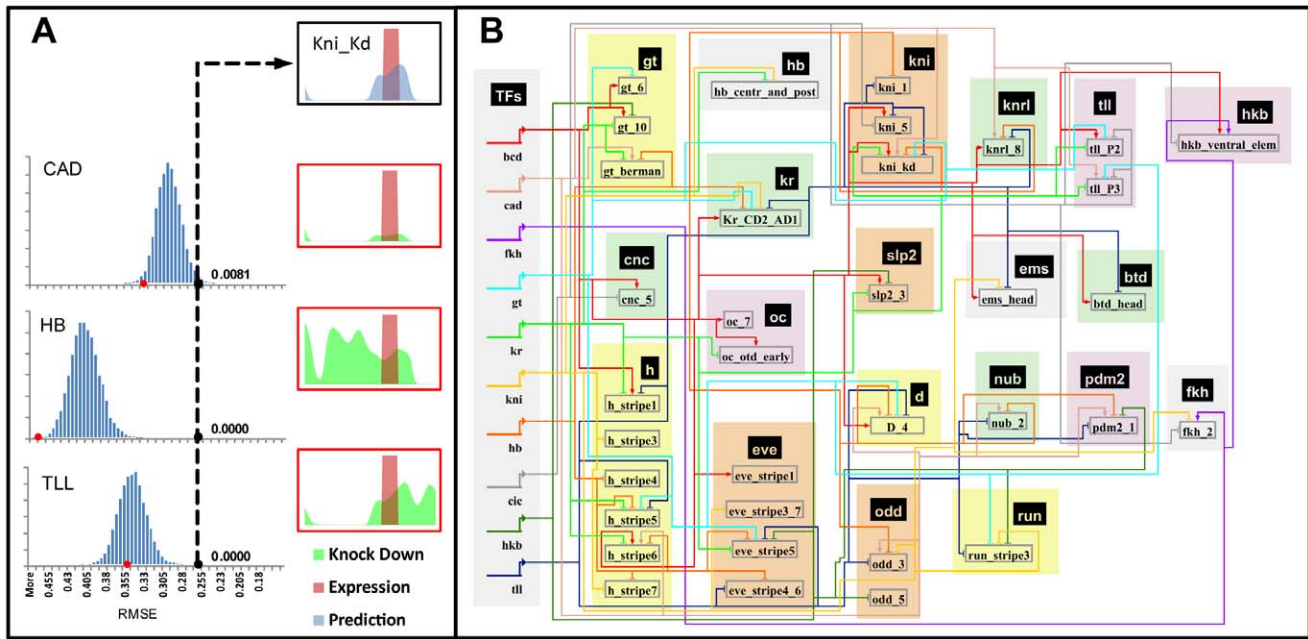 A
Kni_Kd
CAD
0.0081
HB
0.0000
TLL
0.0000
More
0.455
0.43
0.405
0.38
0.355
0.33
0.305
0.28
0.255
0.23
0.205
0.18
RMSE
Knock Down
Expression
Prediction
B
TFs
bcd
cad
fkh
gt
kr
kni
hb
cic
hkb
tll
gt
gt_6
gt_10
gt_berman
hb
hb_centr_and_post
kni
kni_1
kni_5
kni_kd
knrl
knrl_8
tll
tll_P2
tll_P3
hkb
hkb_ventral_elem
kr
Kr_CD2_AD1
cnc
cnc_5
oc
oc_7
oc_otd_early
slp2
slp2_3
ems
ems_head
btd
btd_head
h
h_stripe1
h_stripe3
h_stripe4
h_stripe5
h_stripe6
h_stripe7
eve
eve_stripe1
eve_stripe3_7
eve_stripe5
eve_stripe4_6
d
D_4
nub
nub_2
pdm2
pdm2_1
fkh
fkh_2
odd
odd_3
odd_5
run
run_stripe3